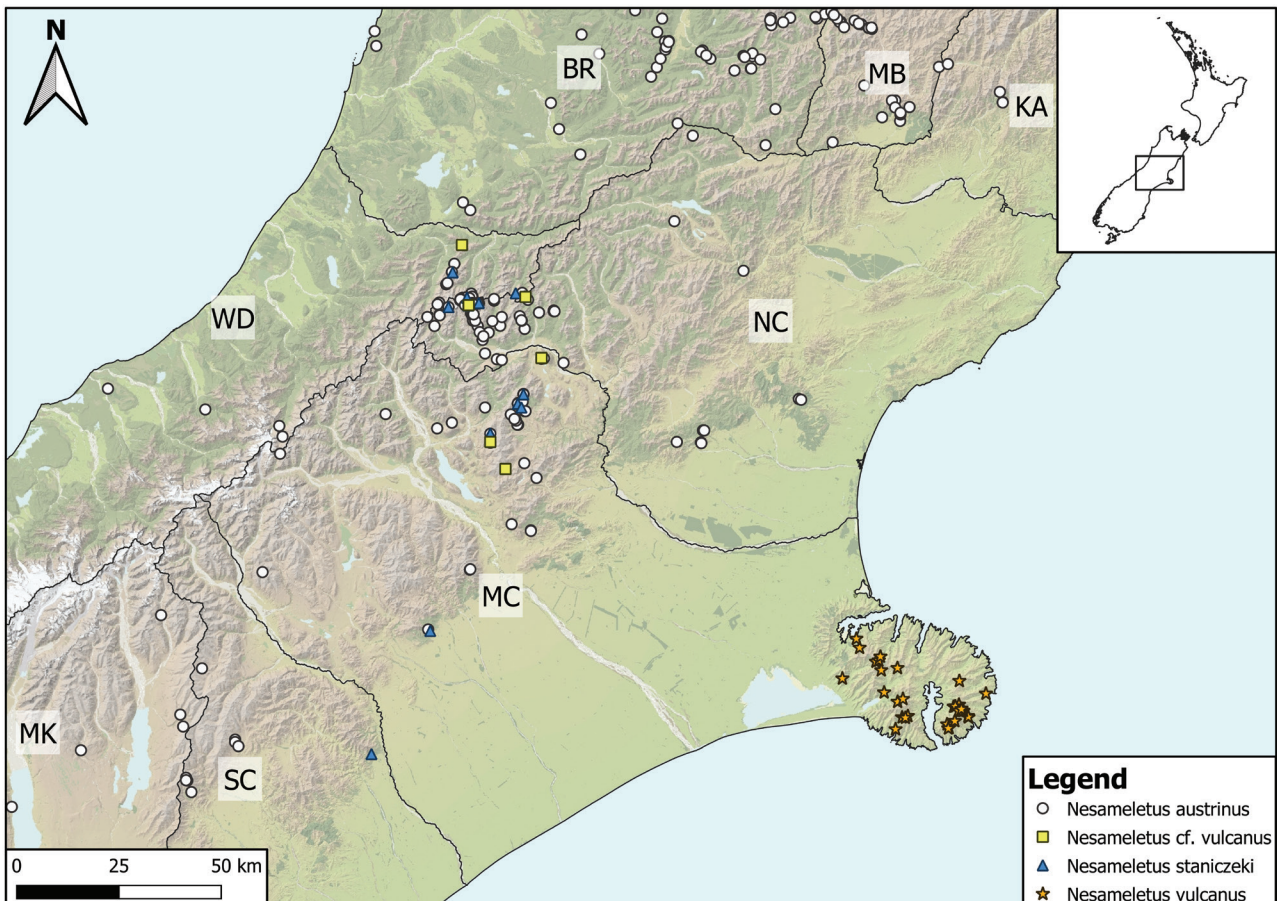 N
BR
MB
KA
WD
NC
MC
MK
SC
0 25 50 km
Legend
Nesameletus austrinus
Nesameletus cf. vulcanus
Nesameletus staniczeki
Nesameletus vulcanus